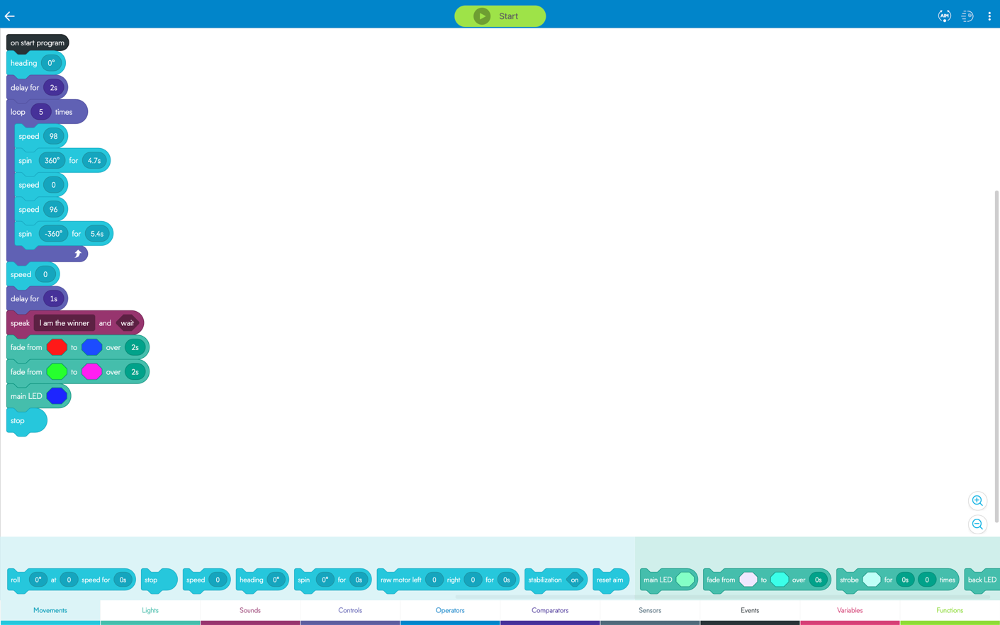 Start
AIM
on start program
heading 0°
delay for 2s
loop 5 times
speed 98
spin 360° for 4.7s
speed 0
speed 96
spin -360° for 5.4s
speed 0
delay for 1s
speak I am the winner and wait
fade from to over 2s
fade from to over 2s
main LED
stop
roll 0° at 0 speed for 0s stop speed 0 heading 0° spin 0° for 0s raw motor left 0 right 0 for 0s stabilization on reset aim main LED fade from to over 0s strobe for 0s 0 times back LED
Movements Lights Sounds Controls Operators Comparators Sensors Events Variables Functions